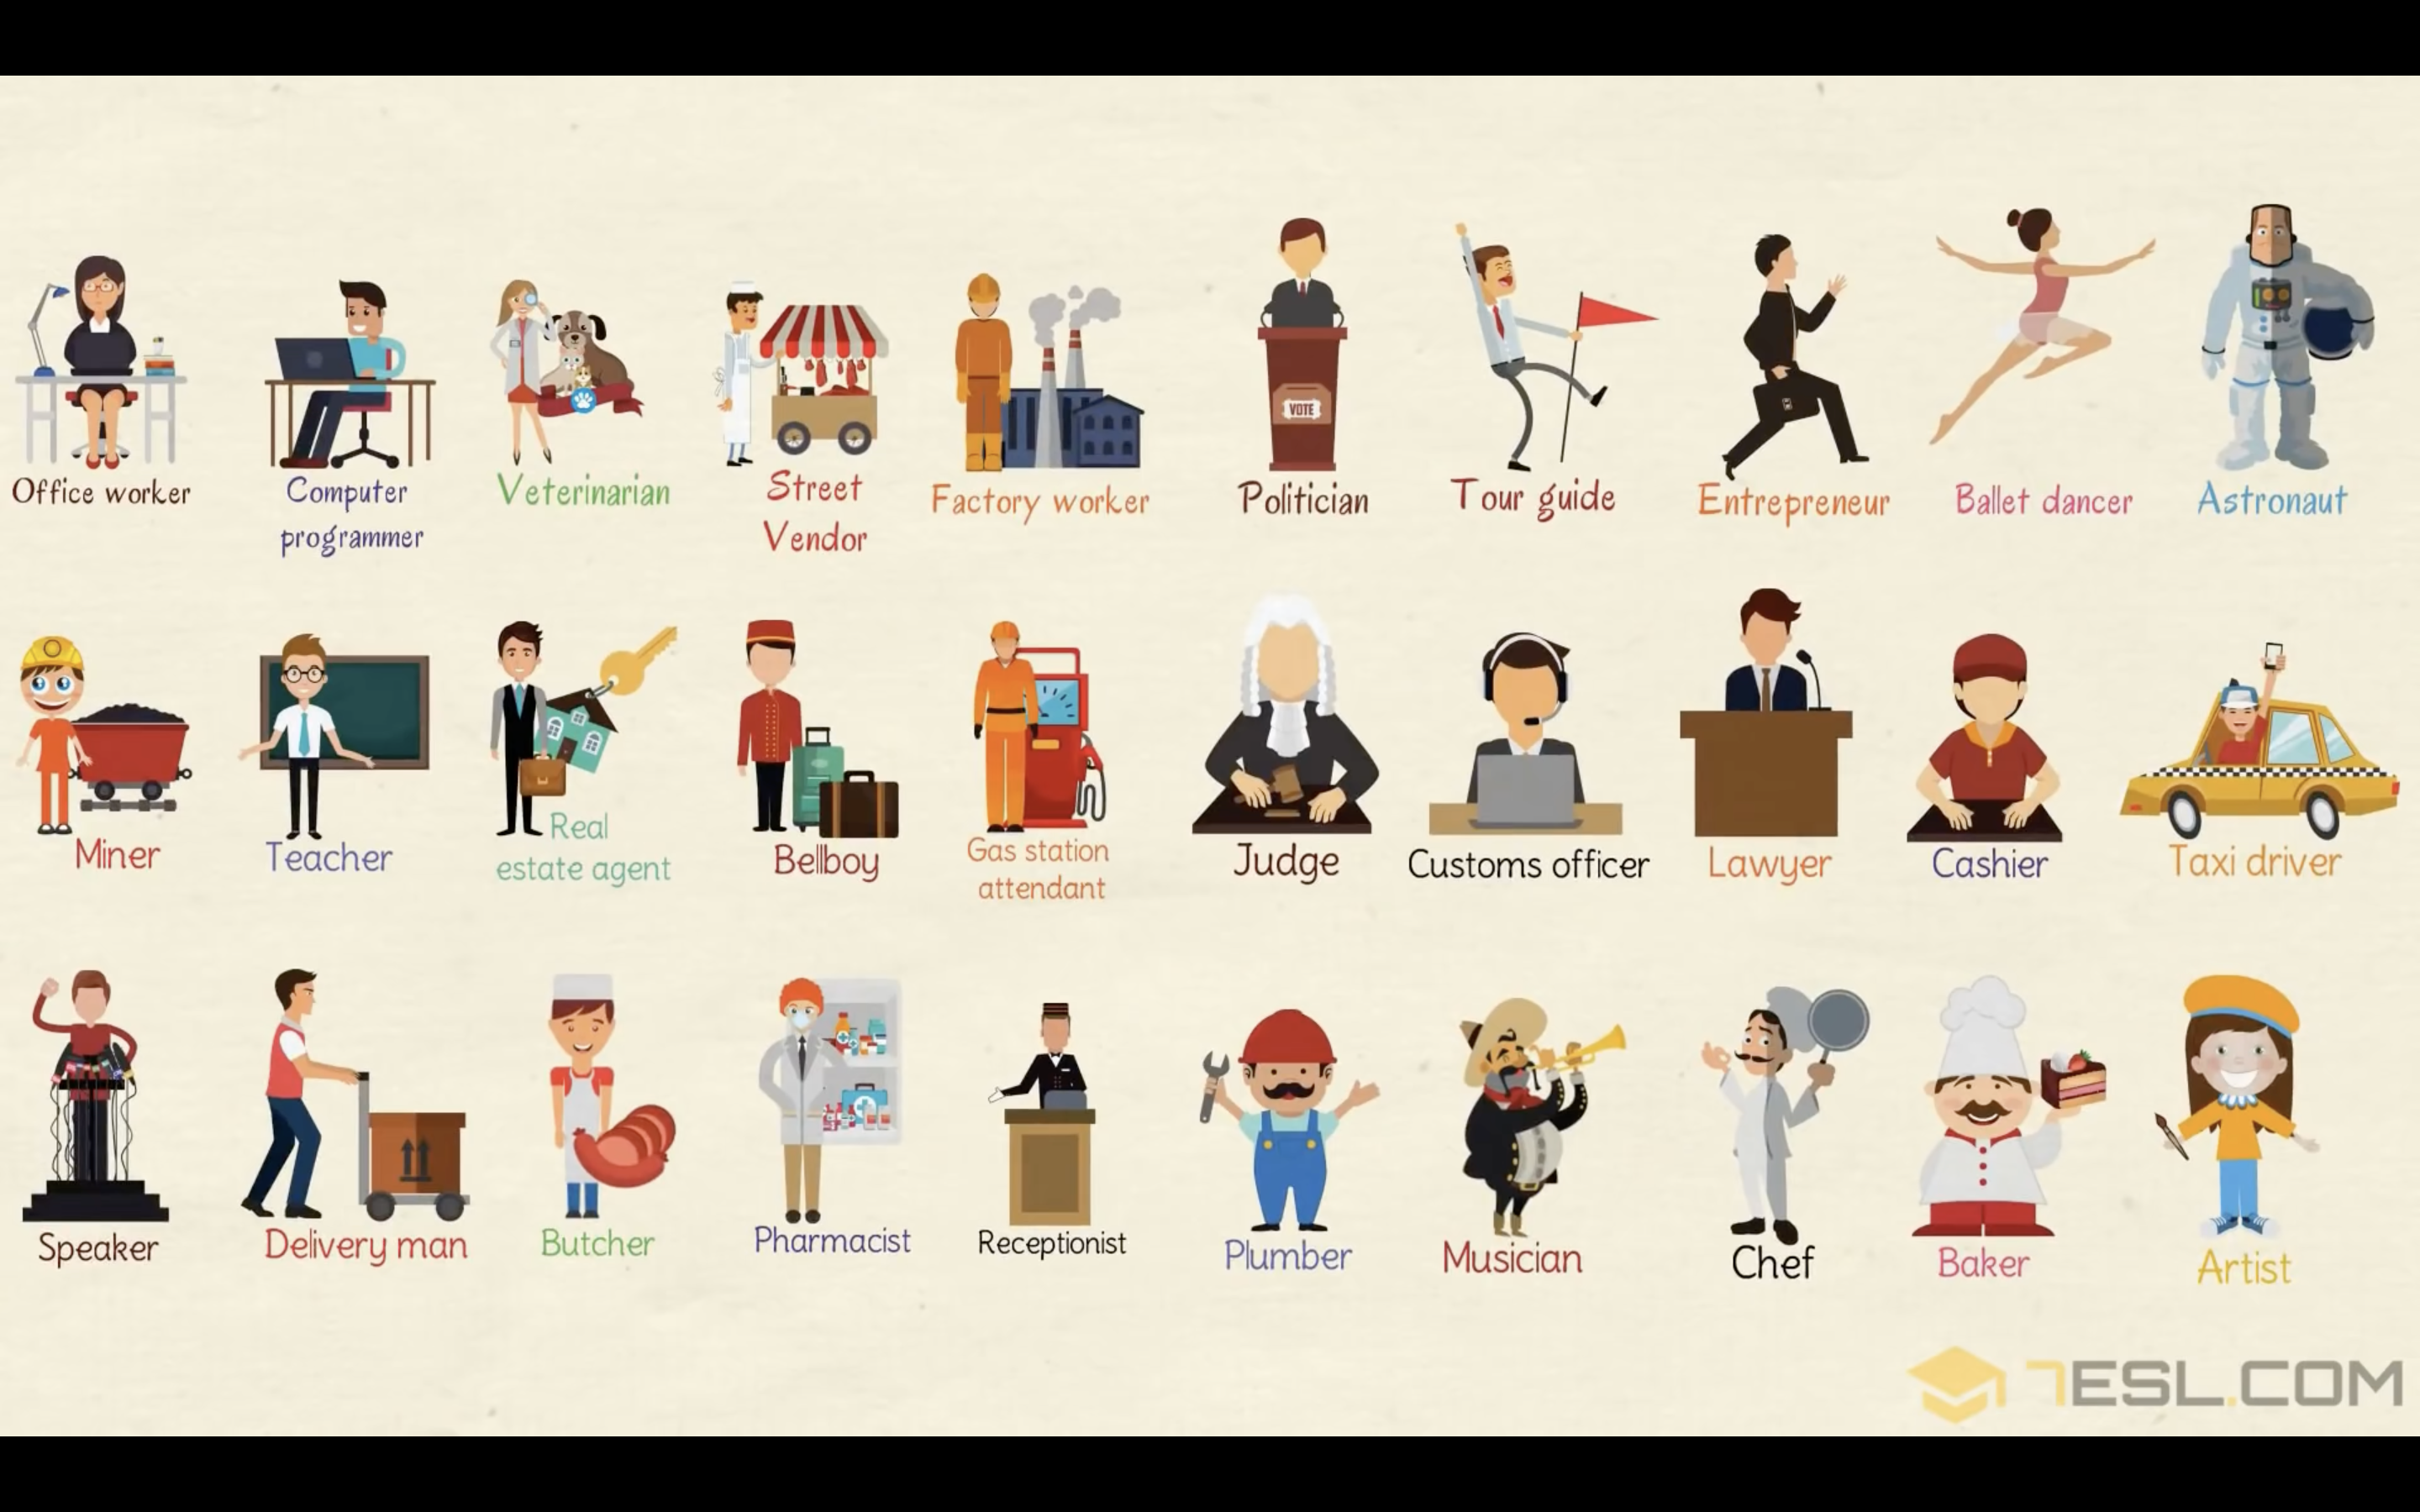 Office worker
Computer
programmer
Veterinarian
Street
Vendor
Factory worker
VOTE
Politician
Tour guide
Entrepreneur
Ballet dancer
Astronaut
Miner
Teacher
Real
estate agent
Bellboy
Gas station
attendant
Judge
Customs officer
Lawyer
Cashier
Taxi driver
Speaker
Delivery man
Butcher
Pharmacist
Receptionist
Plumber
Musician
Chef
Baker
Artist
7ESL.COM